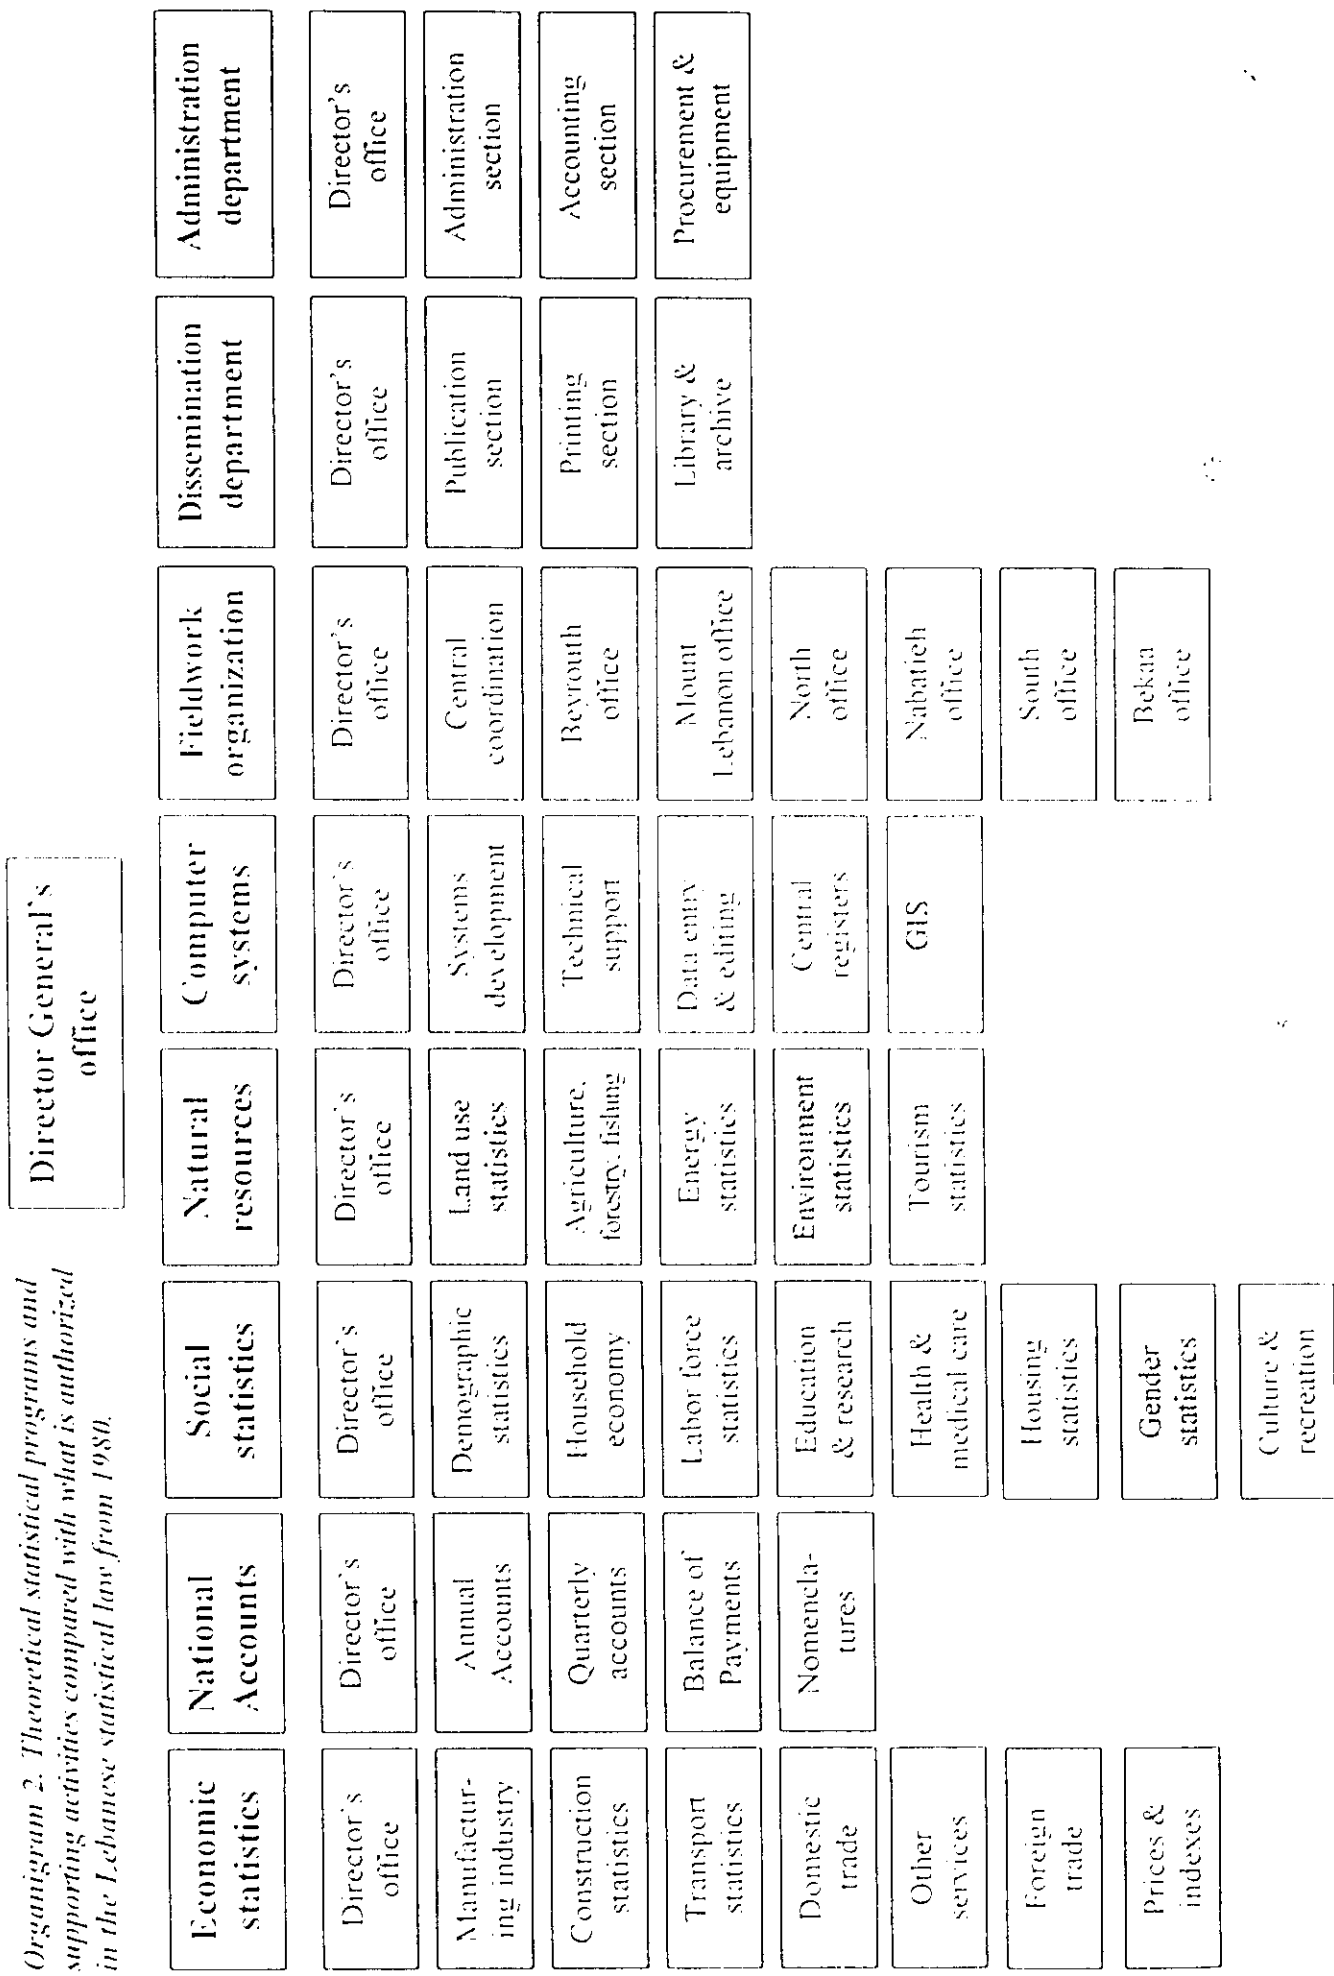 Organigram 2. Theoretical statistical programs and
supporting activities compared with what is authorized
in the Lebanese statistical law from 1980.
Director General's
office
Economic
statistics
Director's
office
Manufactur-
ing industry
Construction
statistics
Transport
statistics
Domestic
trade
Other
services
Foreign
trade
Prices &
indexes
National
Accounts
Director's
office
Annual
Accounts
Quarterly
accounts
Balance of
Payments
Nomencla-
tures
Social
statistics
Director's
office
Demographic
statistics
Household
economy
Labor force
statistics
Education
& research
Health &
medical care
Housing
statistics
Gender
statistics
Culture &
recreation
Natural
resources
Director's
office
Land use
statistics
Agriculture,
forestry, fishing
Energy
statistics
Environment
statistics
Tourism
statistics
Computer
systems
Director's
office
Systems
development
Technical
support
Data entry
& editing
Central
registers
GIS
Fieldwork
organization
Director's
office
Central
coordination
Beyrouth
office
Mount
Lebanon office
North
office
Nabatieh
office
South
office
Bekaa
office
Dissemination
department
Director's
office
Publication
section
Printing
section
Library &
archive
Administration
department
Director's
office
Administration
section
Accounting
section
Procurement &
equipment